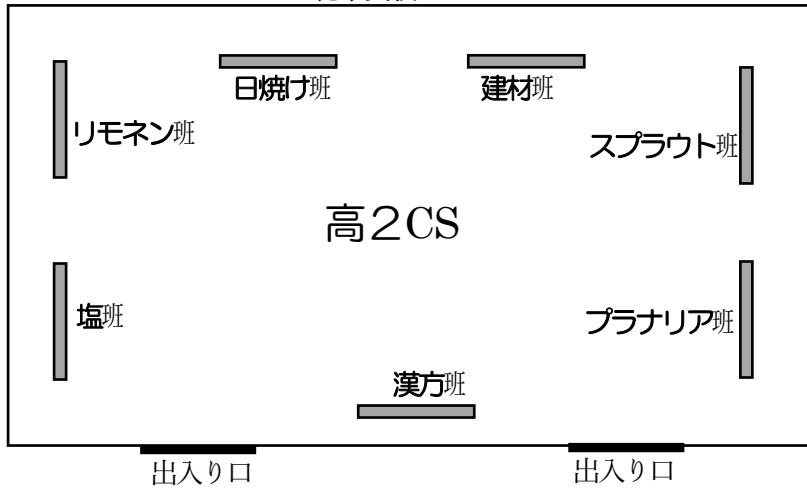 日焼け班
建材班
リモネン班
スプラウト班
高２CS
塩班
プラナリア班
漢方班
出入り口
出入り口